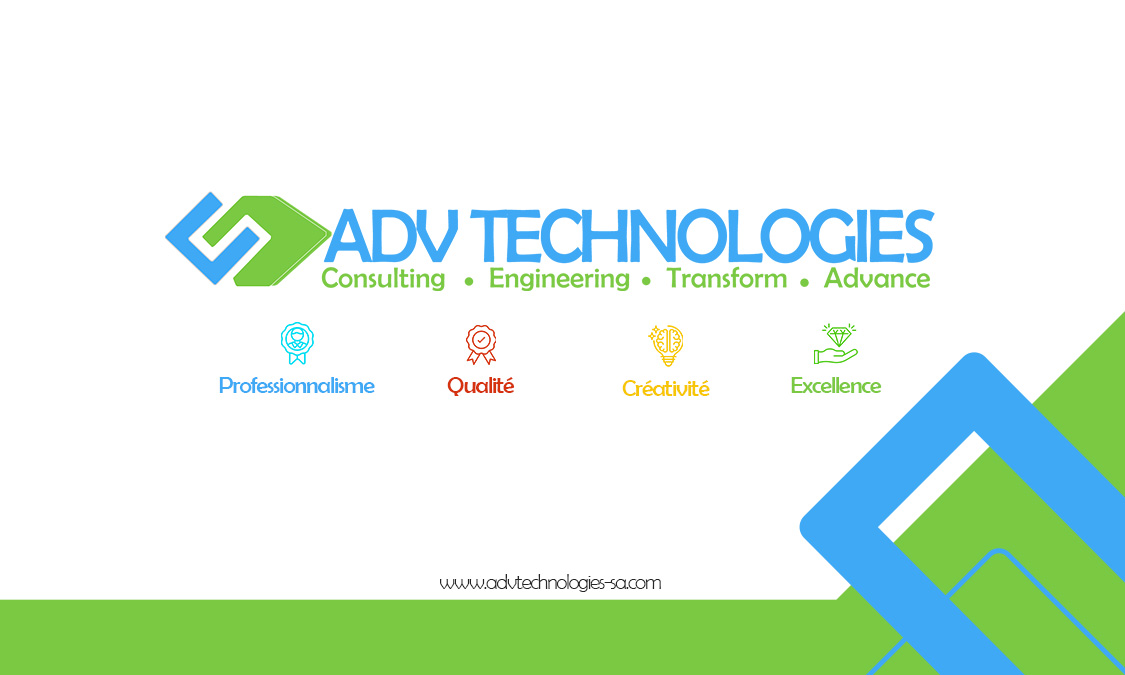 ADV TECHNOLOGIES
Consulting • Engineering • Transform • Advance
Professionnalisme Qualité Créativité Excellence
www.advtechnologies-sa.com